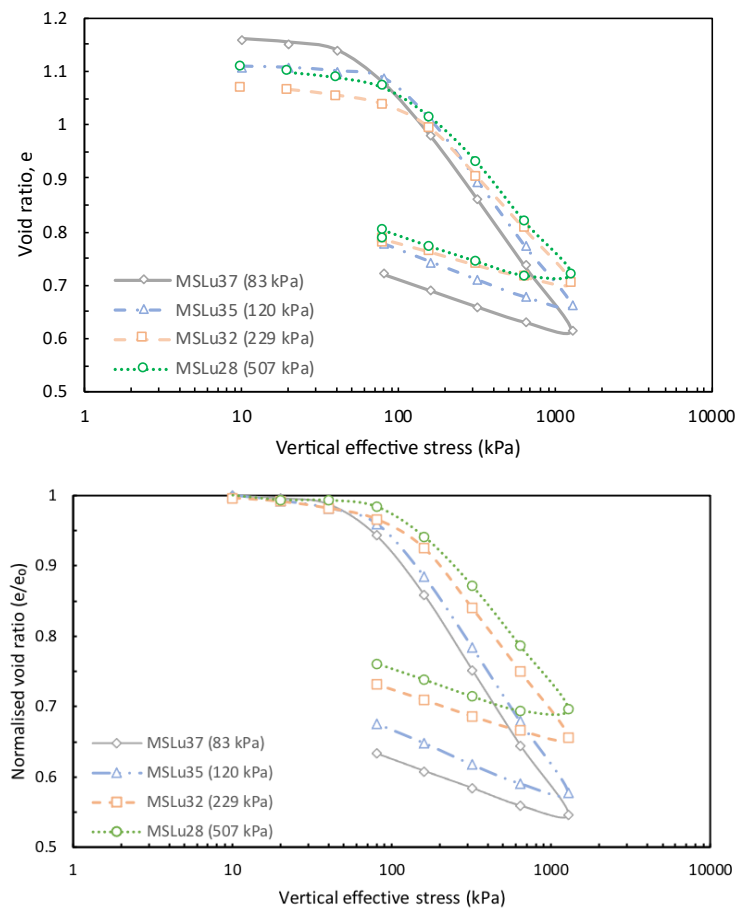 1.2
1.1
1
0.9
0.8
0.7
0.6
0.5
Void ratio, e
MSLu37 (83 kPa)
MSLu35 (120 kPa)
MSLu32 (229 kPa)
MSLu28 (507 kPa)
1 10 100 1000 10000
Vertical effective stress (kPa)
1
0.9
0.8
0.7
0.6
0.5
Normalised void ratio (e/e₀)
MSLu37 (83 kPa)
MSLu35 (120 kPa)
MSLu32 (229 kPa)
MSLu28 (507 kPa)
1 10 100 1000 10000
Vertical effective stress (kPa)